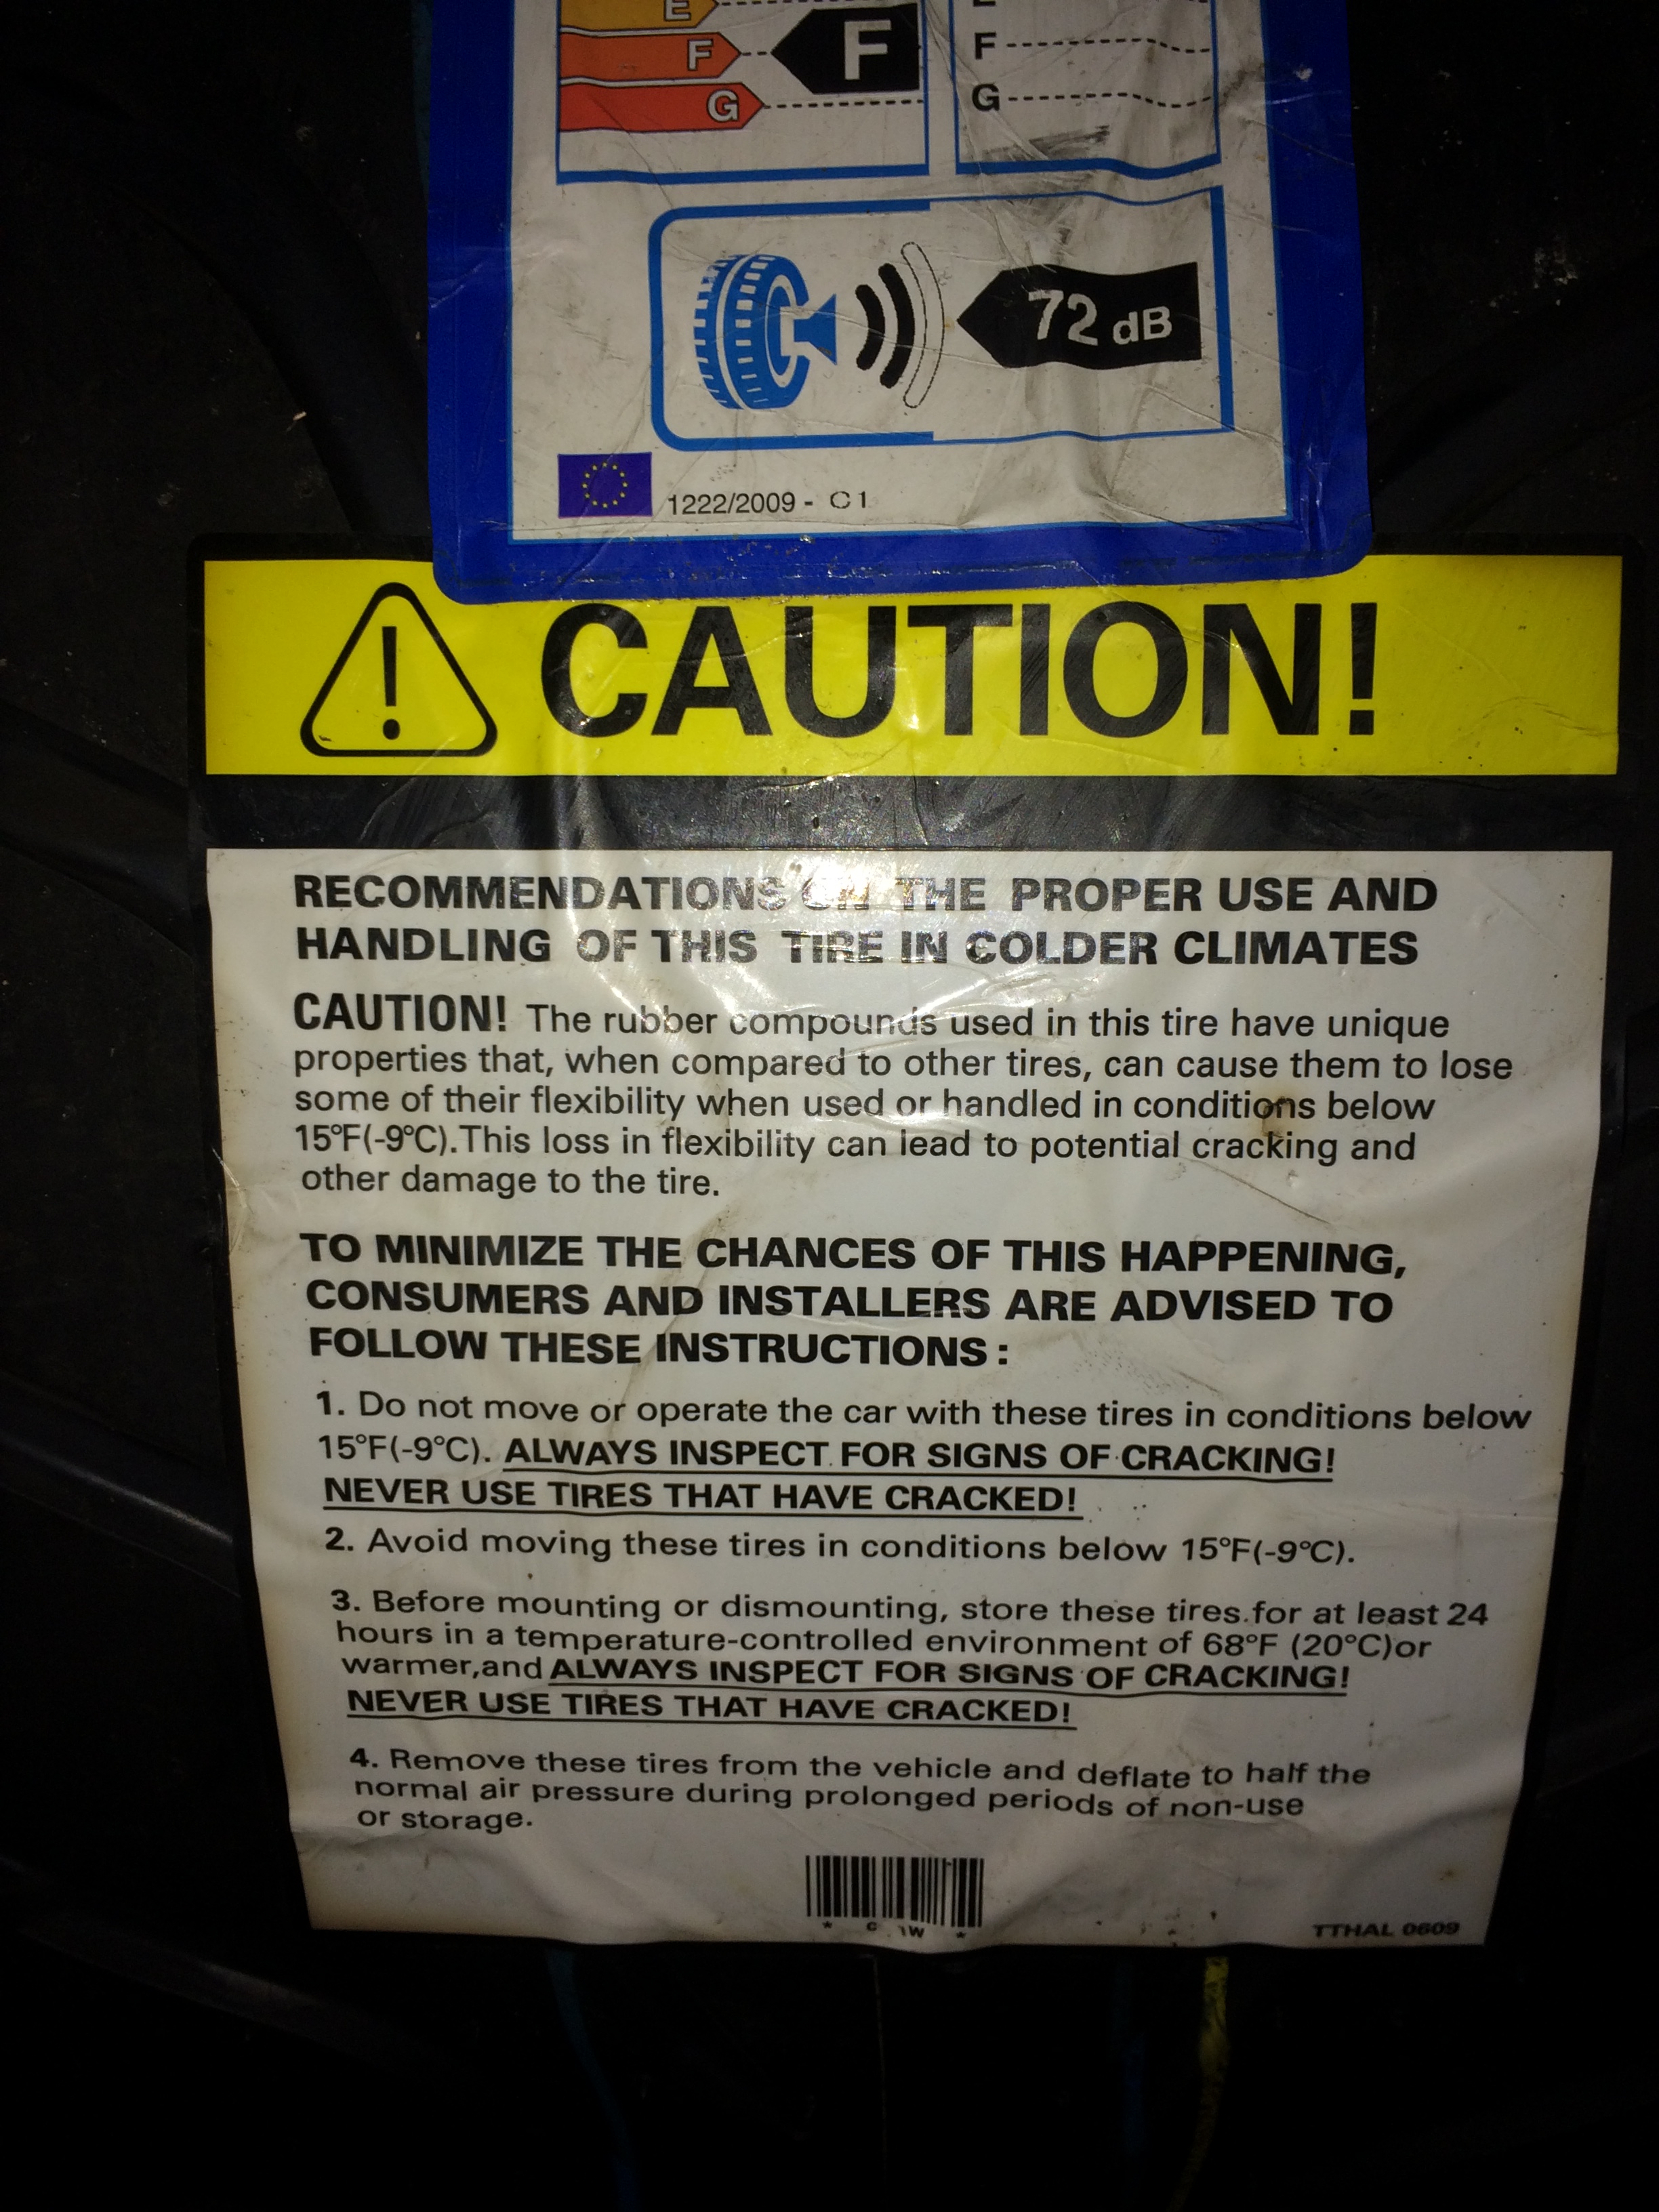 E
F F
G
E
F
G
72 dB
1222/2009 - C1
CAUTION!
RECOMMENDATIONS ON THE PROPER USE AND
HANDLING OF THIS TIRE IN COLDER CLIMATES
CAUTION! The rubber compounds used in this tire have unique
properties that, when compared to other tires, can cause them to lose
some of their flexibility when used or handled in conditions below
15°F(-9°C).This loss in flexibility can lead to potential cracking and
other damage to the tire.
TO MINIMIZE THE CHANCES OF THIS HAPPENING,
CONSUMERS AND INSTALLERS ARE ADVISED TO
FOLLOW THESE INSTRUCTIONS :
1. Do not move or operate the car with these tires in conditions below
15°F(-9°C). ALWAYS INSPECT FOR SIGNS OF CRACKING!
NEVER USE TIRES THAT HAVE CRACKED!
2. Avoid moving these tires in conditions below 15°F(-9°C).
3. Before mounting or dismounting, store these tires for at least 24
hours in a temperature-controlled environment of 68°F (20°C)or
warmer,and ALWAYS INSPECT FOR SIGNS OF CRACKING!
NEVER USE TIRES THAT HAVE CRACKED!
4. Remove these tires from the vehicle and deflate to half the
normal air pressure during prolonged periods of non-use
or storage.
TTHAL 0609